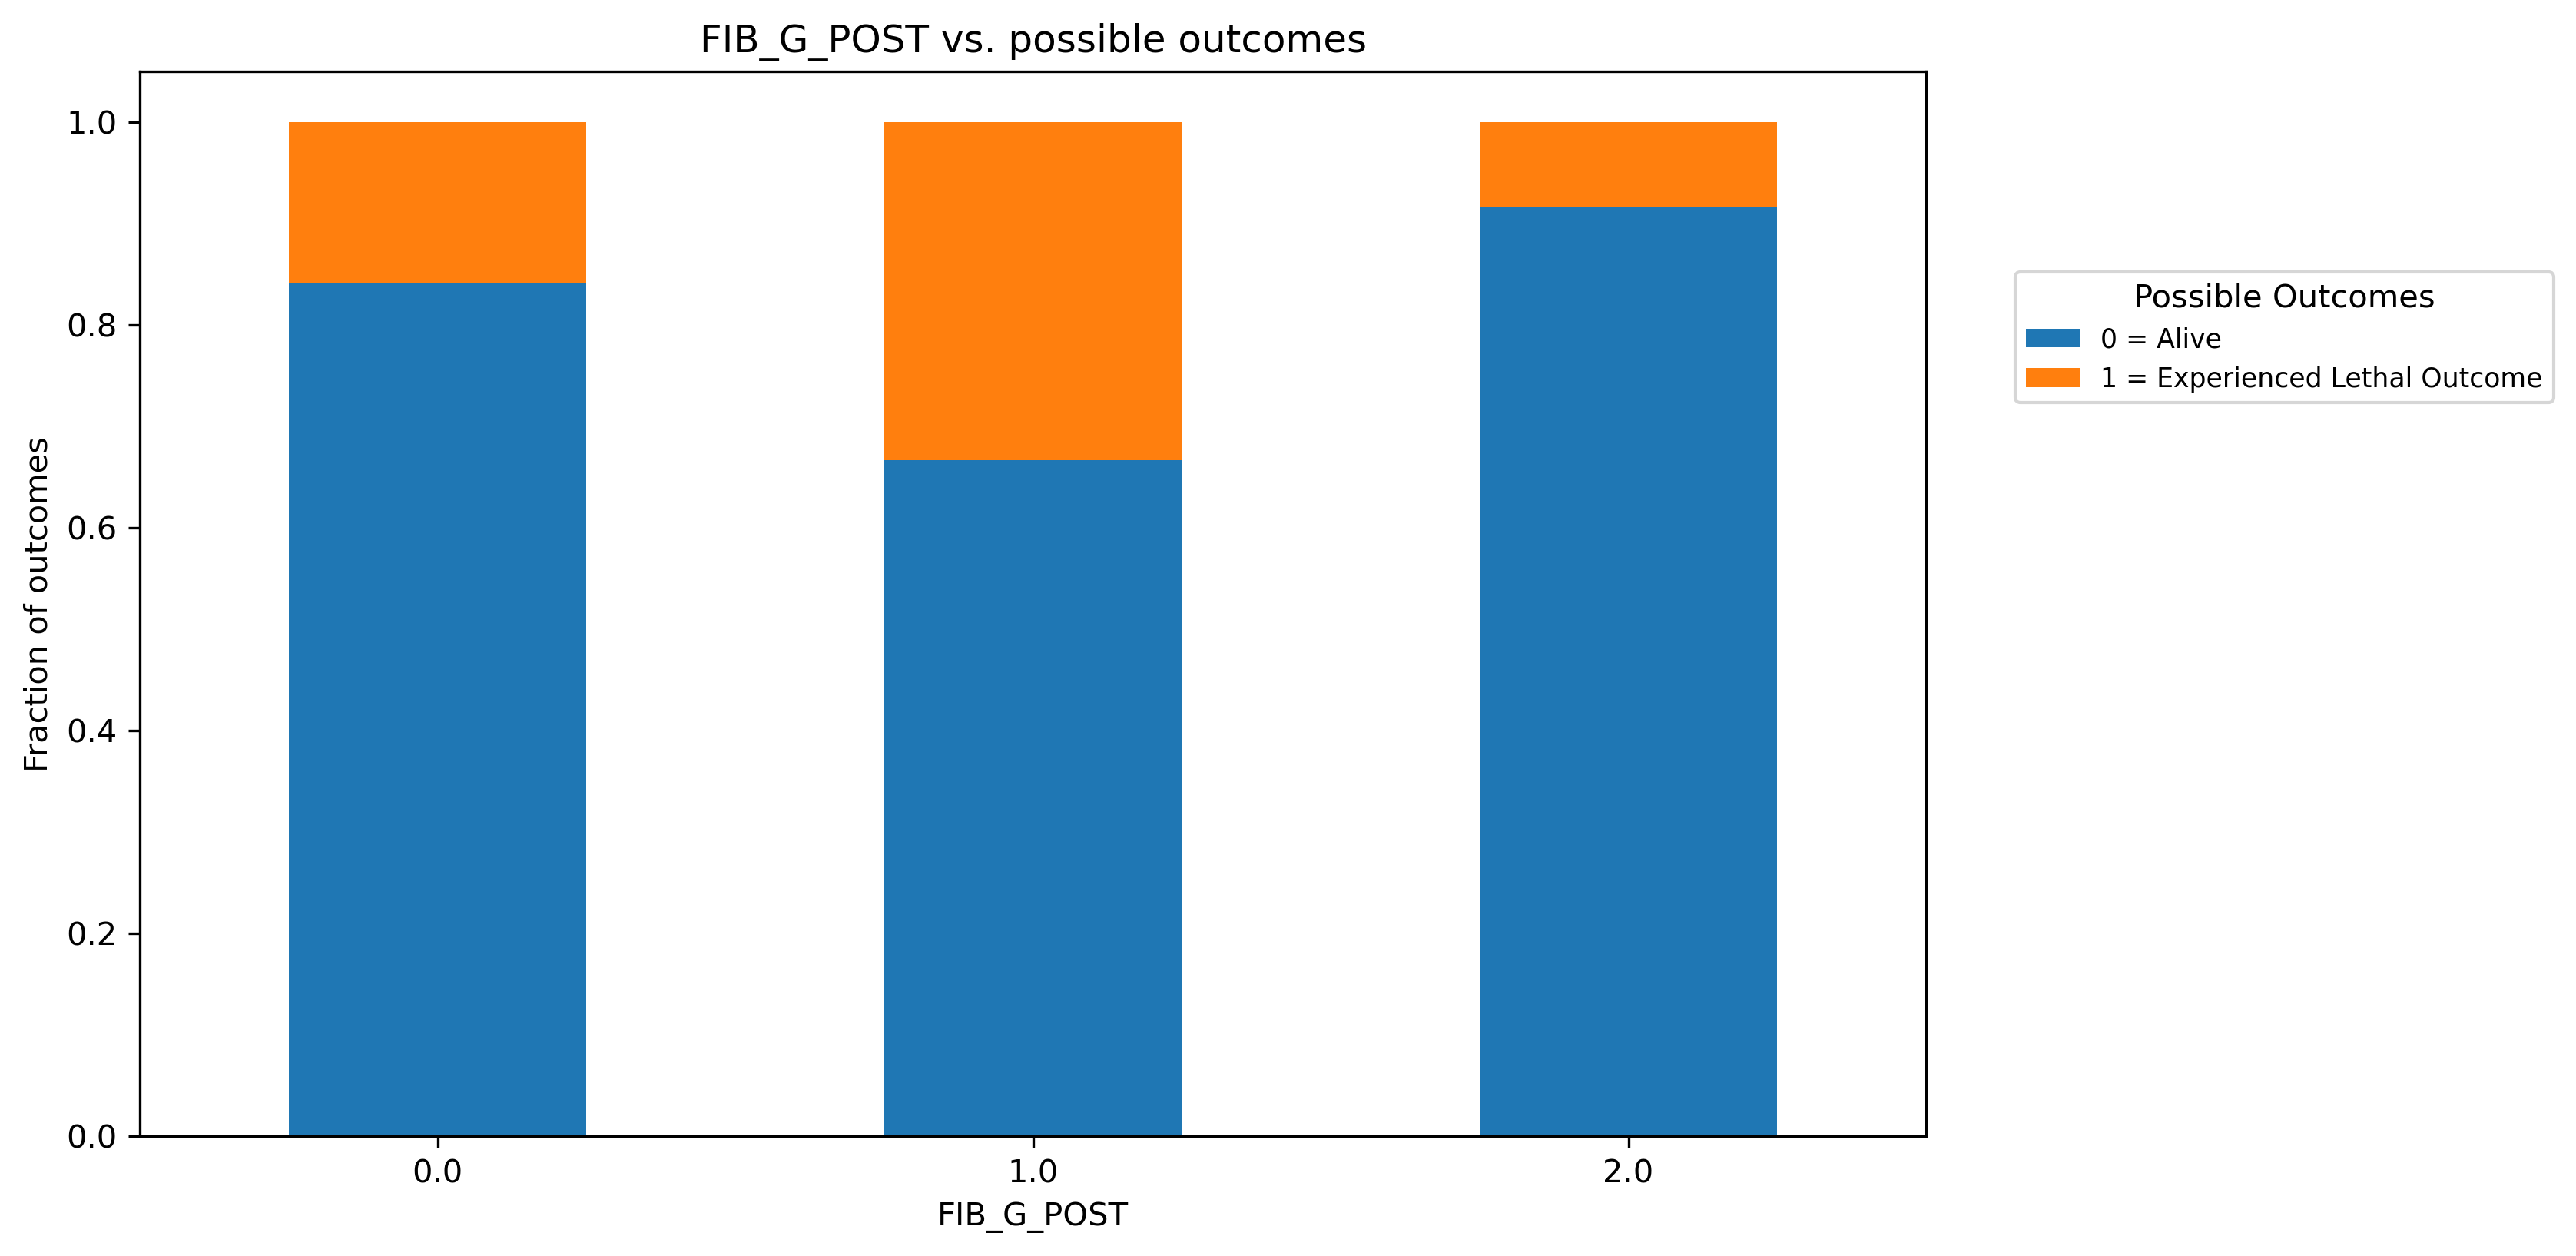 FIB_G_POST vs. possible outcomes
1.0
0.8
0.6
0.4
0.2
0.0
Fraction of outcomes
0.0 1.0 2.0
FIB_G_POST
Possible Outcomes
0 = Alive
1 = Experienced Lethal Outcome